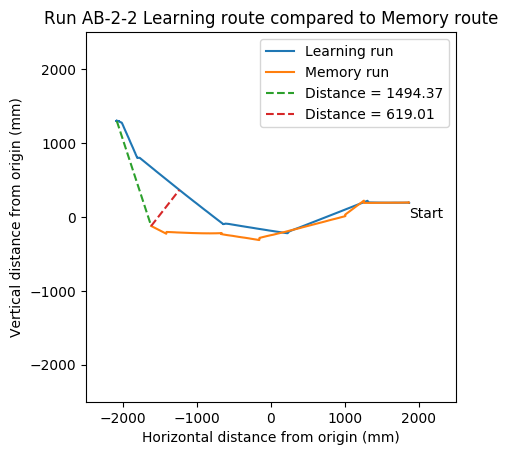 Run AB-2-2 Learning route compared to Memory route
Learning run
Memory run
Distance = 1494.37
Distance = 619.01
2000
1000
0
−1000
−2000
Start
Vertical distance from origin (mm)
−2000 −1000 0 1000 2000
Horizontal distance from origin (mm)